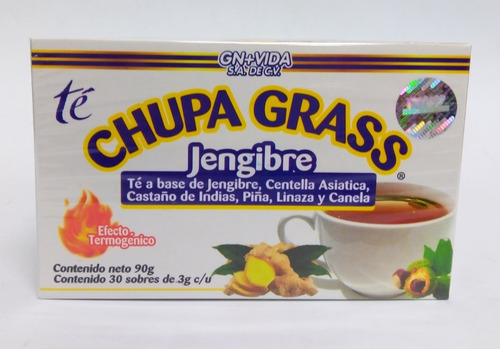 GN+VIDA
S.A. DE C.V.
té
CHUPA GRASS®
Jengibre
Té a base de Jengibre, Centella Asiatica,
Castaño de Indias, Piña, Linaza y Canela
Efecto
Termogénico
Contenido neto 90g
Contenido 30 sobres de 3g c/u